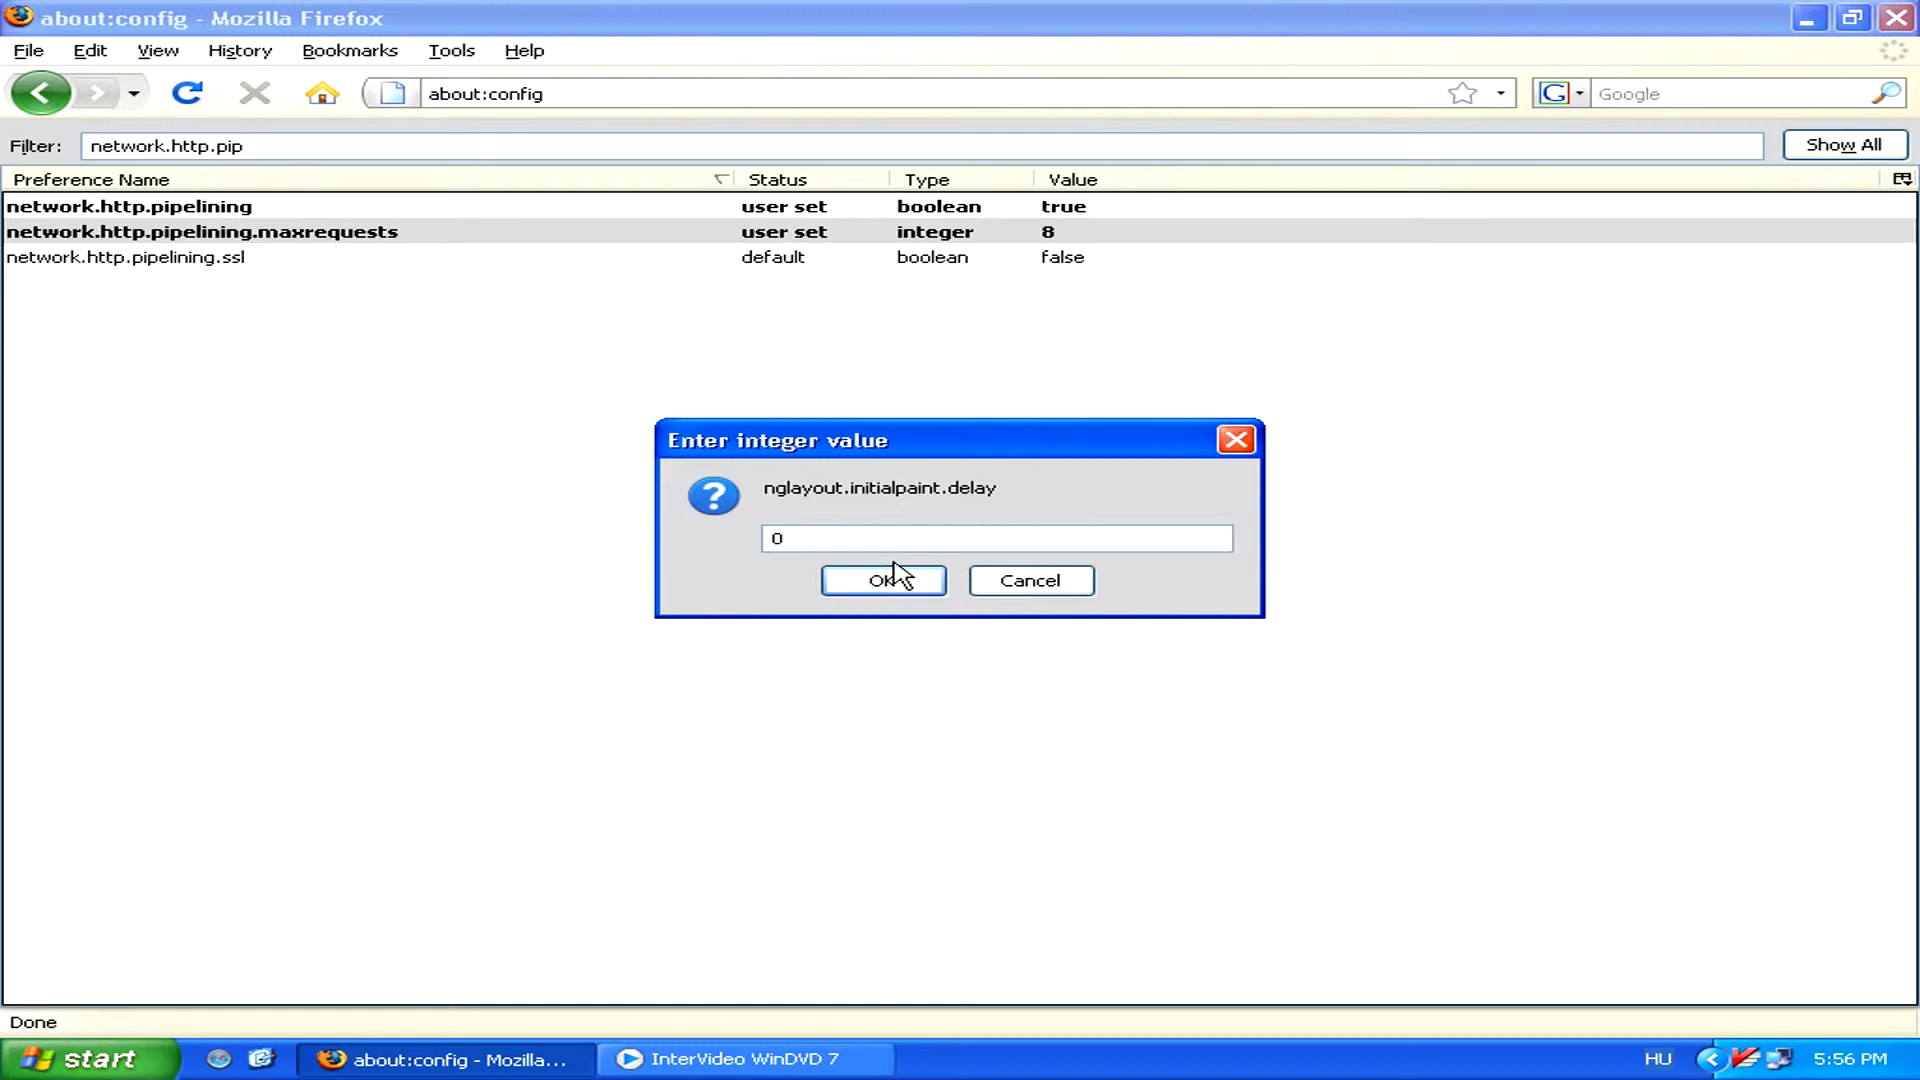 about:config - Mozilla Firefox
File Edit View History Bookmarks Tools Help
about:config
G Google
Filter: network.http.pip Show All
Preference Name Status Type Value
network.http.pipelining user set boolean true
network.http.pipelining.maxrequests user set integer 8
network.http.pipelining.ssl default boolean false
Enter integer value
?
nglayout.initialpaint.delay
0
OK Cancel
Done
start about:config - Mozilla... InterVideo WinDVD 7 HU 5:56 PM